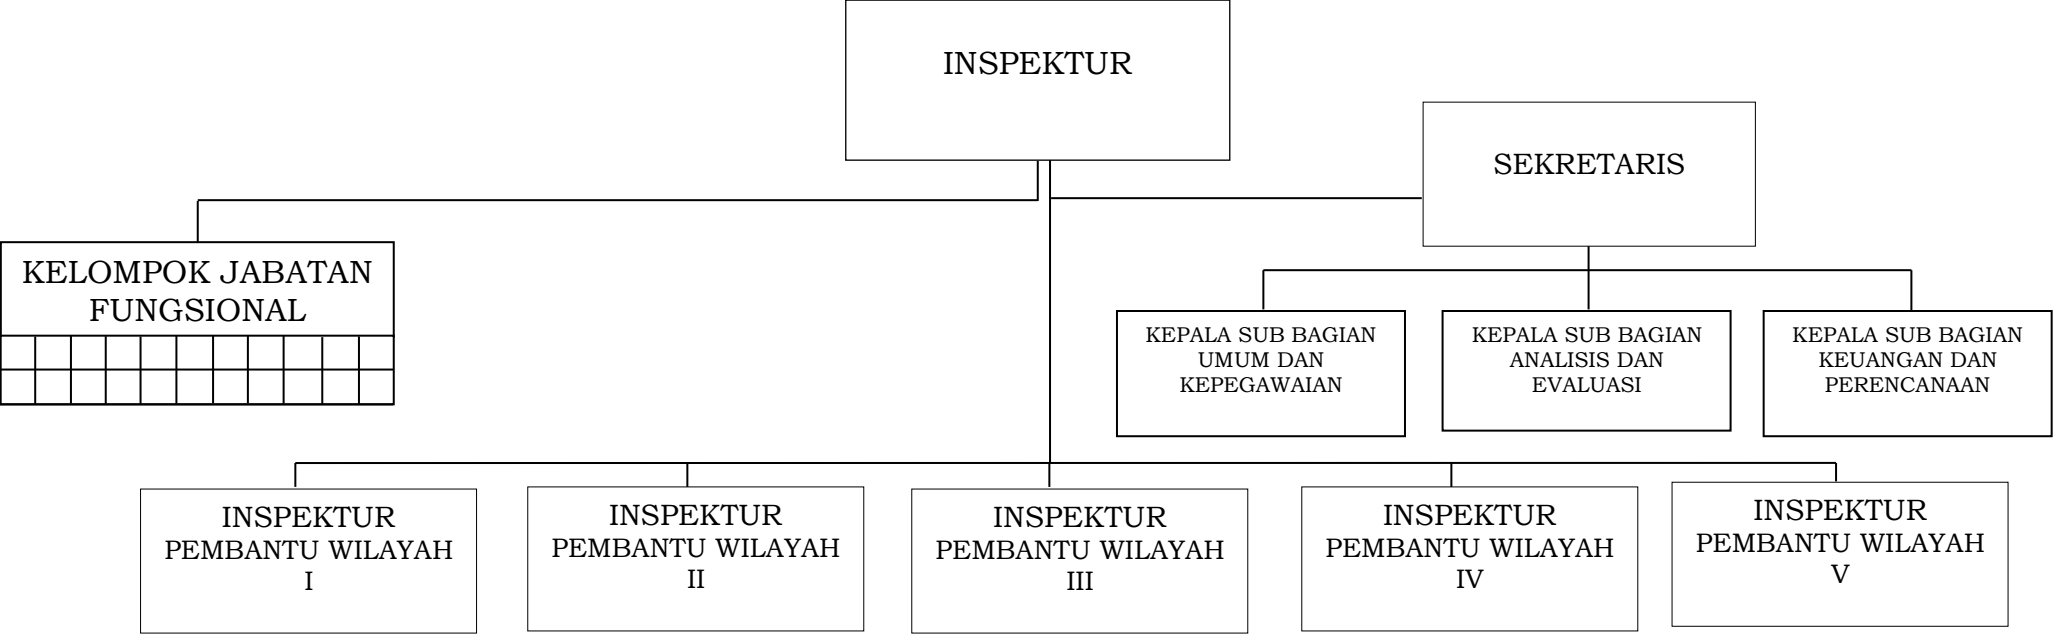 INSPEKTUR
SEKRETARIS
KELOMPOK JABATAN
FUNGSIONAL
KEPALA SUB BAGIAN
UMUM DAN
KEPEGAWAIAN
KEPALA SUB BAGIAN
ANALISIS DAN
EVALUASI
KEPALA SUB BAGIAN
KEUANGAN DAN
PERENCANAAN
INSPEKTUR
PEMBANTU WILAYAH
I
INSPEKTUR
PEMBANTU WILAYAH
II
INSPEKTUR
PEMBANTU WILAYAH
III
INSPEKTUR
PEMBANTU WILAYAH
IV
INSPEKTUR
PEMBANTU WILAYAH
V